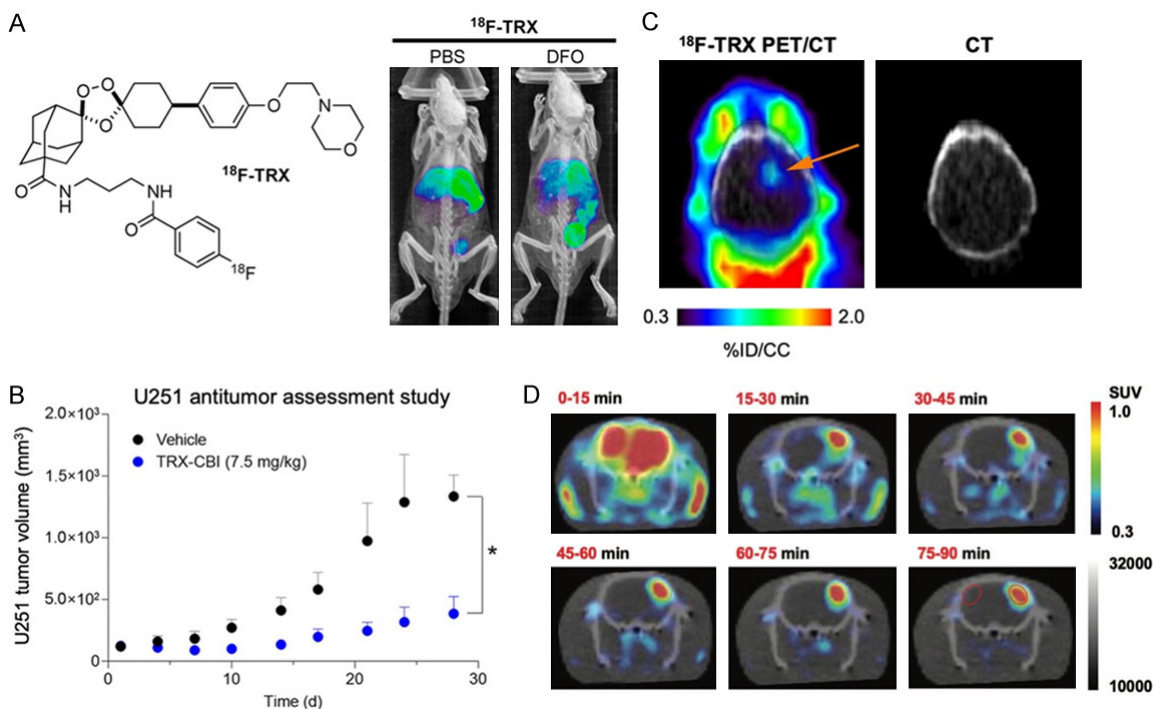 A
¹⁸F-TRX
PBS
DFO
O
O
O
O
N
O
O
N
H
NH
O
¹⁸F
¹⁸F-TRX
C
¹⁸F-TRX PET/CT
CT
0.3
2.0
%ID/CC
B
U251 antitumor assessment study
U251 tumor volume (mm³)
2.0×10³
1.5×10³
1.0×10³
5.0×10²
0
Vehicle
TRX-CBI (7.5 mg/kg)
*
0
10
20
30
Time (d)
D
0-15 min
15-30 min
30-45 min
45-60 min
60-75 min
75-90 min
SUV
1.0
0.3
32000
10000